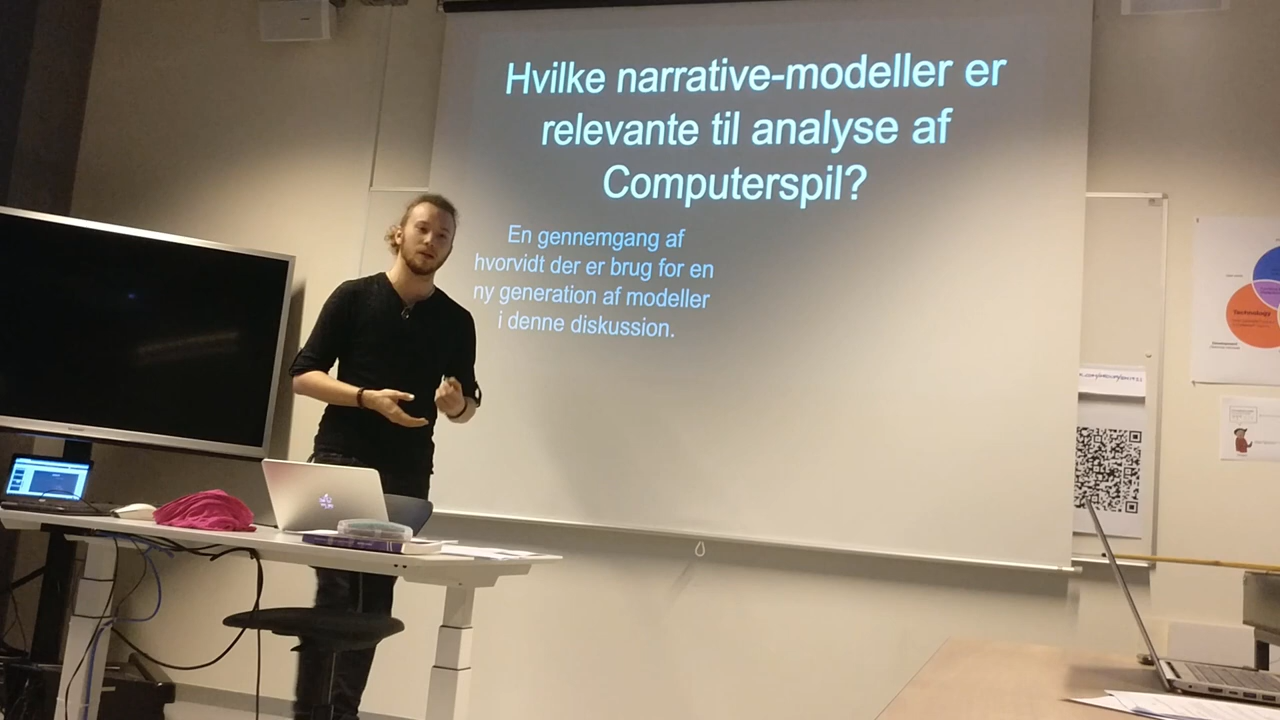 Hvilke narrative-modeller er
relevante til analyse af
Computerspil?
En gennemgang af
hvorvidt der er brug for en
ny generation af modeller
i denne diskussion.
Technology